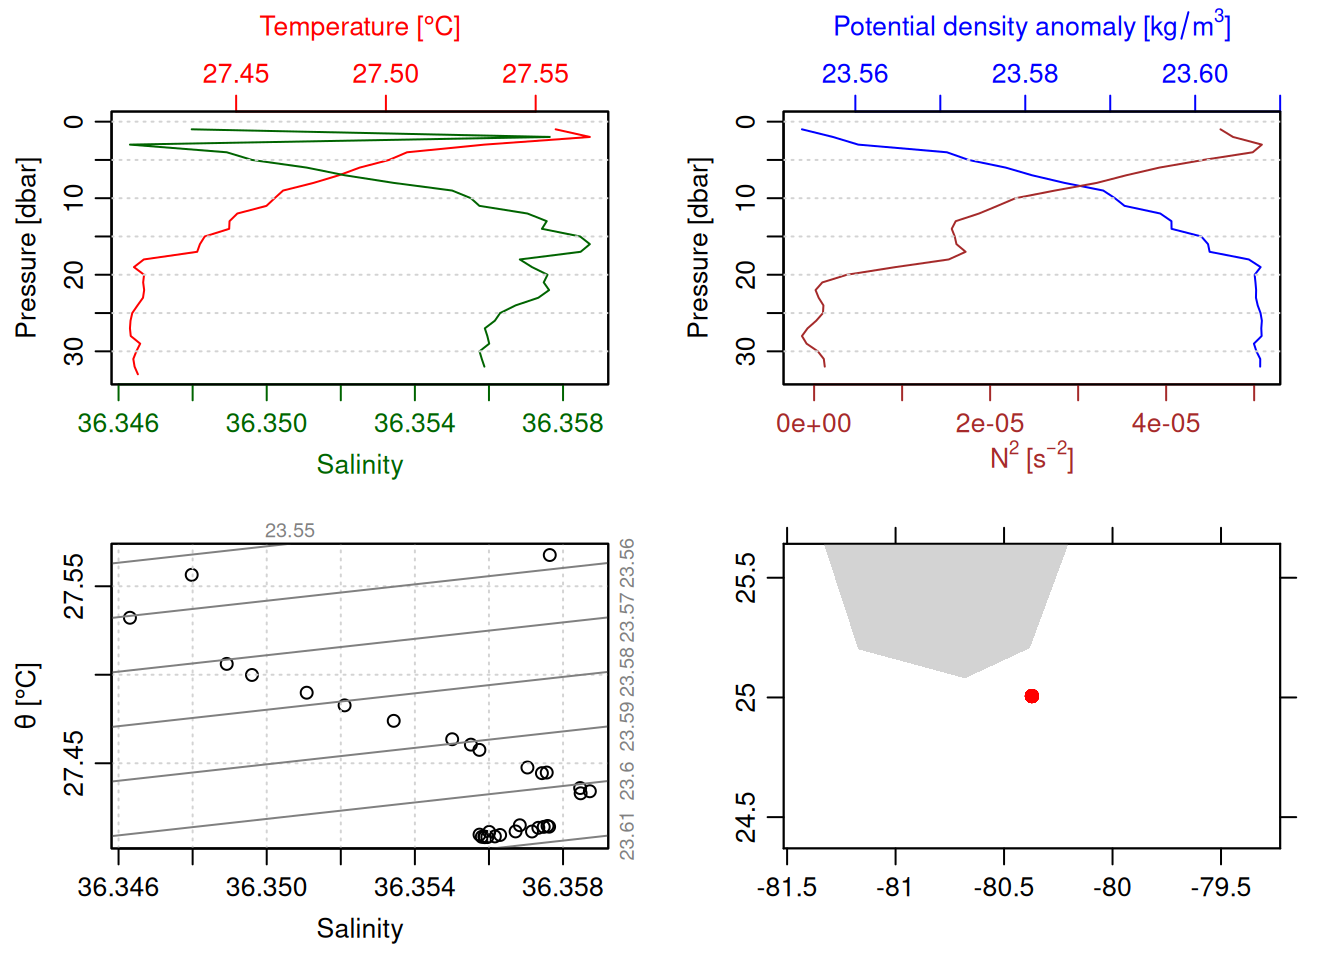 Temperature [°C]
27.45 27.50 27.55
0
10
20
30
Pressure [dbar]
36.346 36.350 36.354 36.358
Salinity
Potential density anomaly [kg/m³]
23.56 23.58 23.60
0
10
20
30
Pressure [dbar]
0e+00 2e-05 4e-05
N² [s⁻²]
23.55
27.55
27.45
θ [°C]
23.56
23.57
23.58
23.59
23.6
23.61
36.346 36.350 36.354 36.358
Salinity
25.5
25
24.5
-81.5 -81 -80.5 -80 -79.5